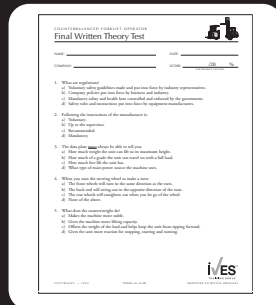 COUNTERBALANCED FORKLIFT OPERATOR
Final Written Theory Test
NAME: DATE:
COMPANY: SCORE: /20 %
1. What are regulations?
a) Voluntary safety guidelines made and put into force by industry representatives.
b) Company policies put into force by business and industry.
c) Mandatory safety and health laws controlled and enforced by the government.
d) Safety rules and instructions put into force by equipment manufacturers.
2. Following the instructions of the manufacturer is:
a) Voluntary.
b) Up to the supervisor.
c) Recommended.
d) Mandatory.
3. The data plate must always be able to tell you:
a) How much weight the unit can lift to its maximum height.
b) How much of a grade the unit can travel on with a full load.
c) How much free lift the unit has.
d) What type of main power source the machine uses.
4. When you turn the steering wheel to make a turn:
a) The front wheels will turn in the same direction as the turn.
b) The back end will swing out in the opposite direction of the turn.
c) The rear wheels will straighten out when you let go of the wheel.
d) None of the above.
5. What does the counterweight do?
a) Makes the machine more stable.
b) Gives the machine more lifting capacity.
c) Offsets the weight of the load and helps keep the unit from tipping forward.
d) Gives the unit more traction for stopping, starting and turning.
IVES